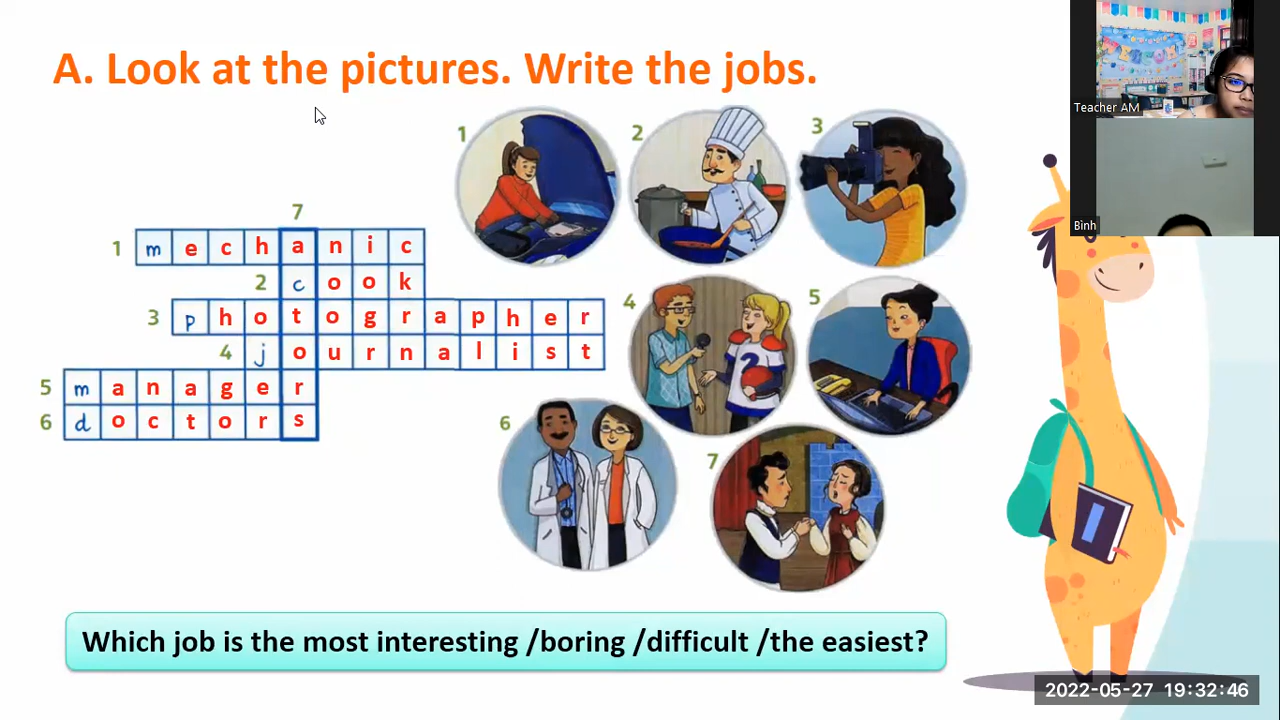 A. Look at the pictures. Write the jobs.
Teacher AM
Bình
1
2
3
7
1 mechanic
2 cook
3 photographer
4 journalist
5 managers
6 doctors
4
5
6
7
Which job is the most interesting /boring /difficult /the easiest?
2022-05-27 19:32:46